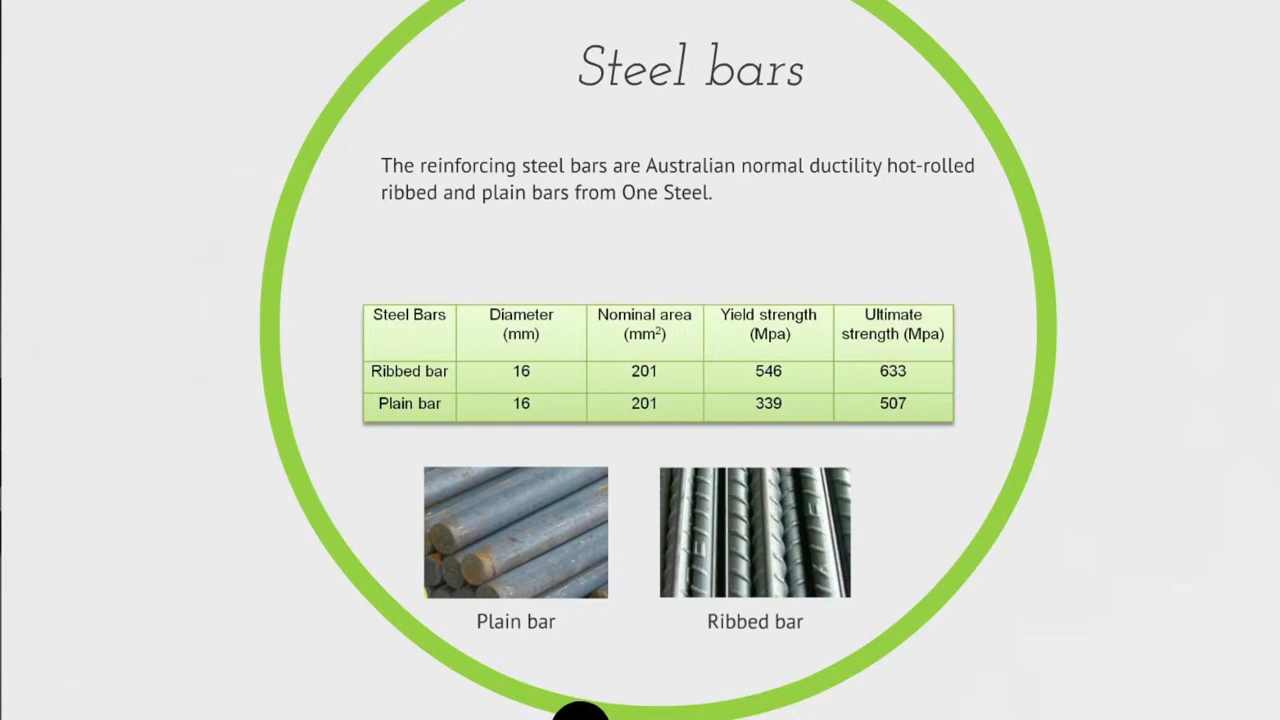 Steel bars
The reinforcing steel bars are Australian normal ductility hot-rolled
ribbed and plain bars from One Steel.
Steel Bars Diameter (mm) Nominal area (mm²) Yield strength (Mpa) Ultimate strength (Mpa)
Ribbed bar 16 201 546 633
Plain bar 16 201 339 507
Plain bar
Ribbed bar